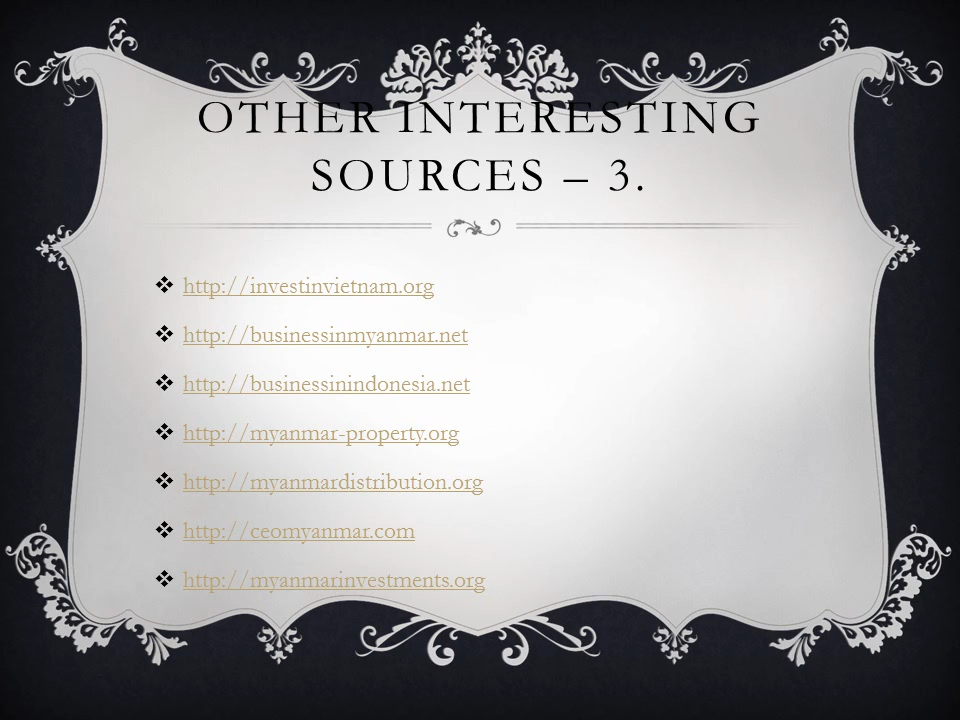 OTHER INTERESTING
SOURCES – 3.
❖ http://investinvietnam.org
❖ http://businessinmyanmar.net
❖ http://businessinindonesia.net
❖ http://myanmar-property.org
❖ http://myanmardistribution.org
❖ http://ceomyanmar.com
❖ http://myanmarinvestments.org